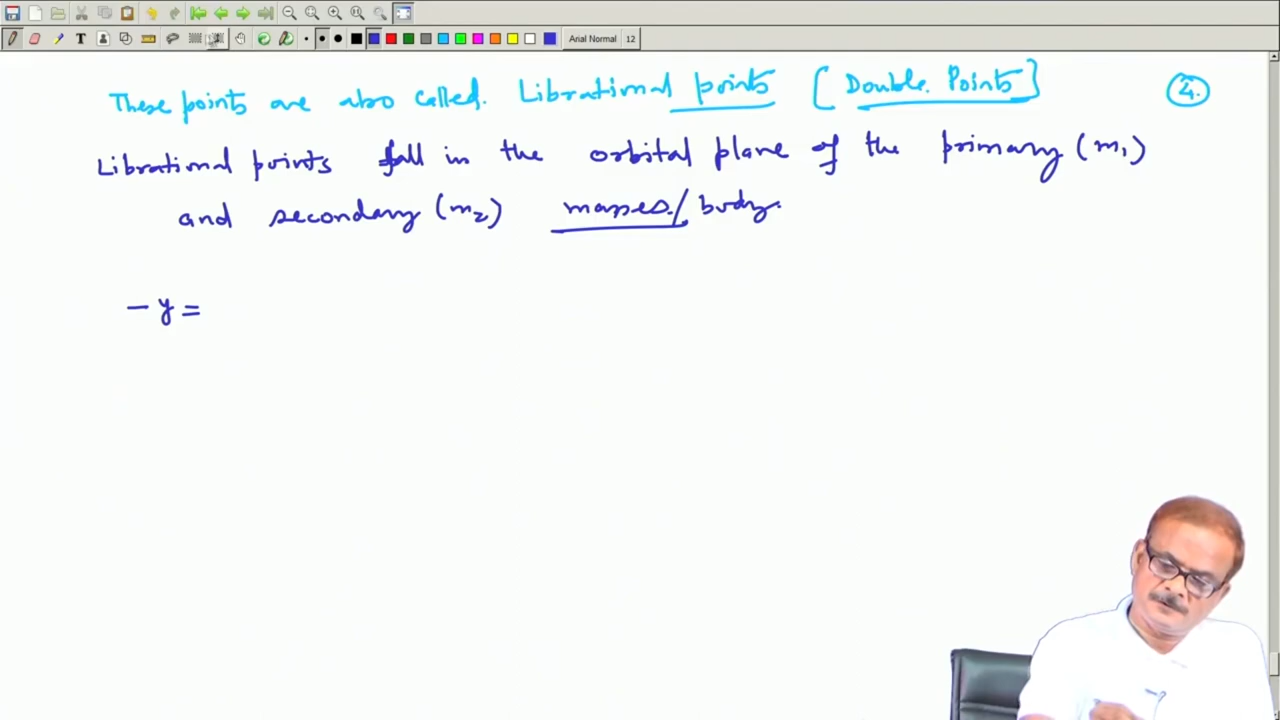 Arial Normal 12
These points are also called. Librational points [Double Points] 4.
Librational points fall in the orbital plane of the primary (m₁)
and secondary (m₂) masses./body.
- y =